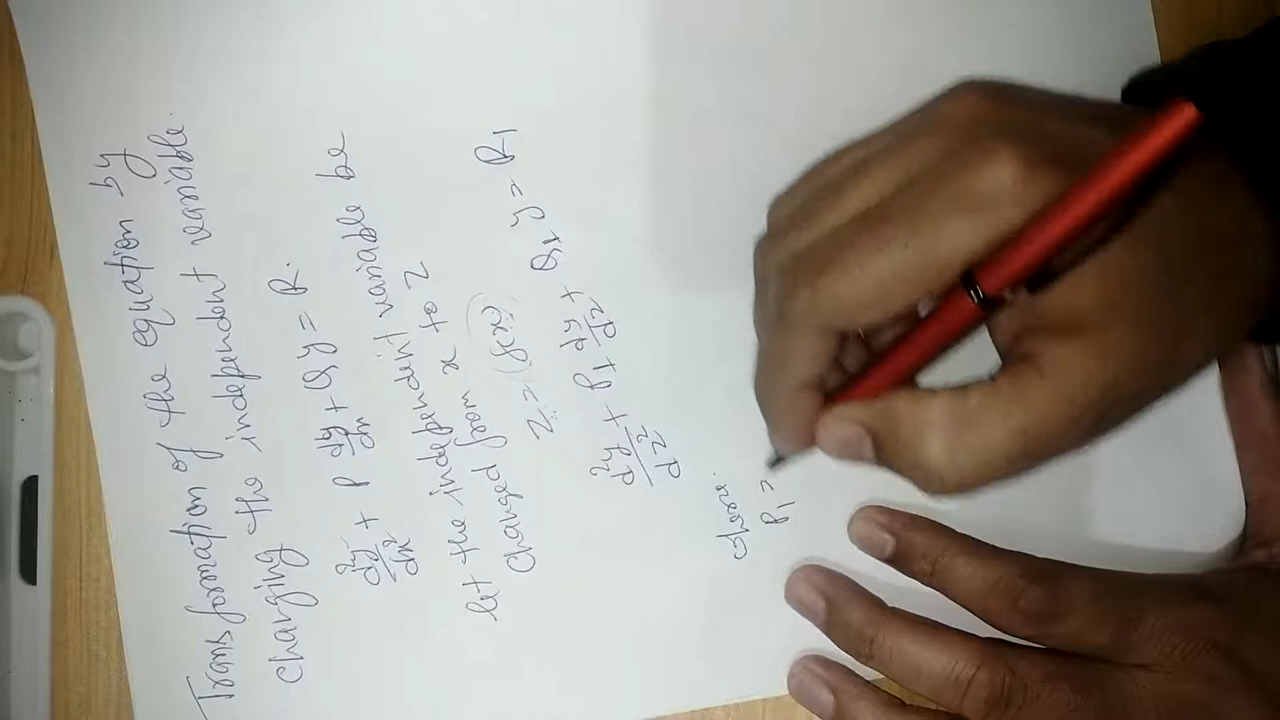 Transformation of the equation by
changing the independent variable.
d²y/dx² + P dy/dx + Qy = R.
let the independent variable be
changed from x to z
z = (f(x))
d²y/dz² + P₁ dy/dz + Q₁ y = R₁
P₁ =